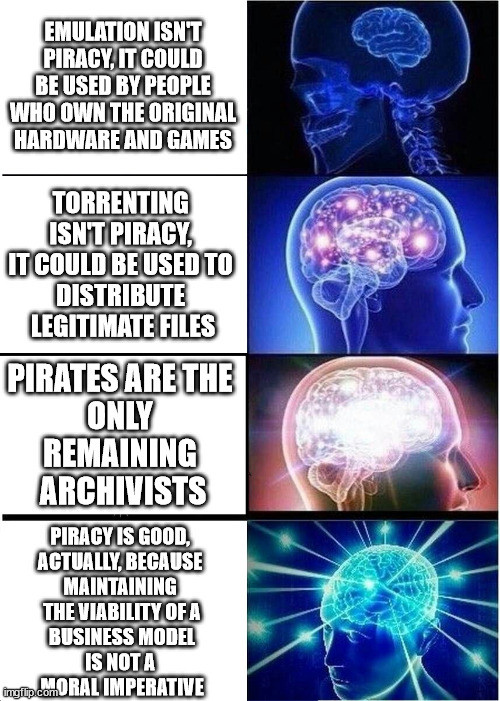 EMULATION ISN'T
PIRACY, IT COULD
BE USED BY PEOPLE
WHO OWN THE ORIGINAL
HARDWARE AND GAMES
TORRENTING
ISN'T PIRACY,
IT COULD BE USED TO
DISTRIBUTE
LEGITIMATE FILES
PIRATES ARE THE
ONLY
REMAINING
ARCHIVISTS
PIRACY IS GOOD,
ACTUALLY, BECAUSE
MAINTAINING
THE VIABILITY OF A
BUSINESS MODEL
IS NOT A
MORAL IMPERATIVE
imgflip.com